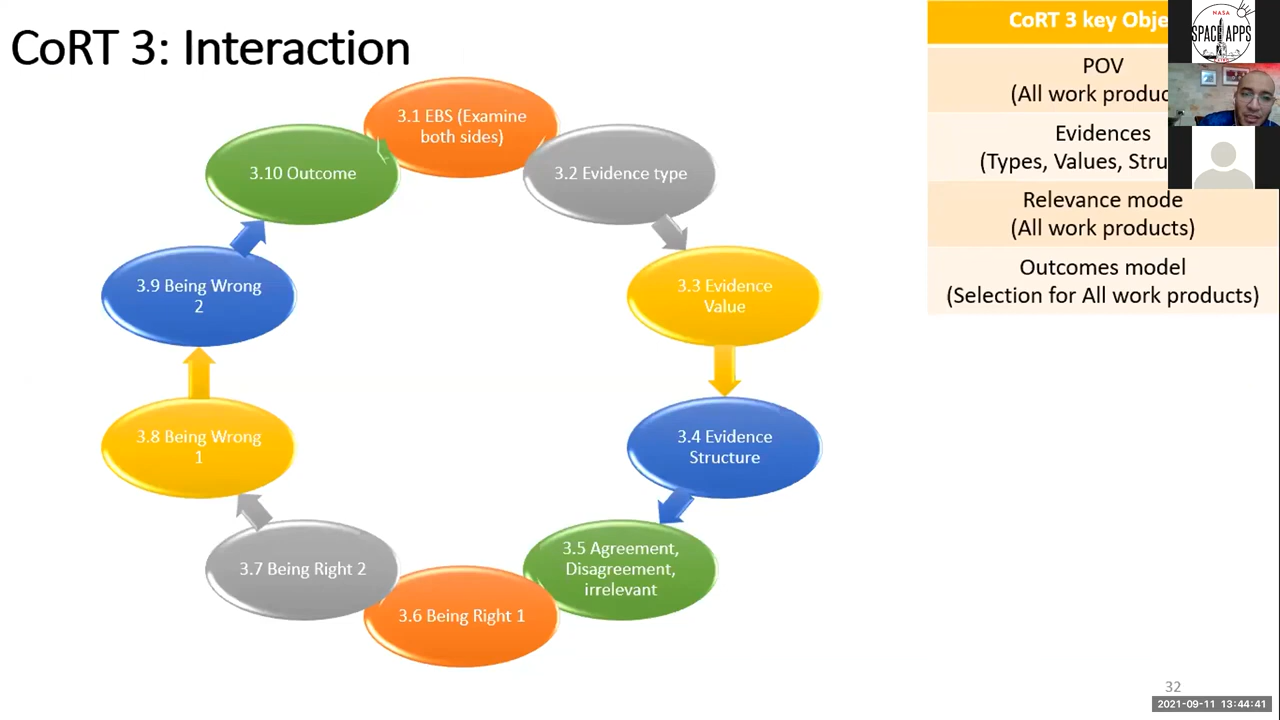 CoRT 3: Interaction
3.1 EBS (Examine
both sides)
3.2 Evidence type
3.3 Evidence
Value
3.4 Evidence
Structure
3.5 Agreement,
Disagreement,
irrelevant
3.6 Being Right 1
3.7 Being Right 2
3.8 Being Wrong
1
3.9 Being Wrong
2
3.10 Outcome
CoRT 3 key Obje
POV
(All work produc
Evidences
(Types, Values, Stru
Relevance mode
(All work products)
Outcomes model
(Selection for All work products)
NASA
SPACE APPS
32
2021-09-11 13:44:41